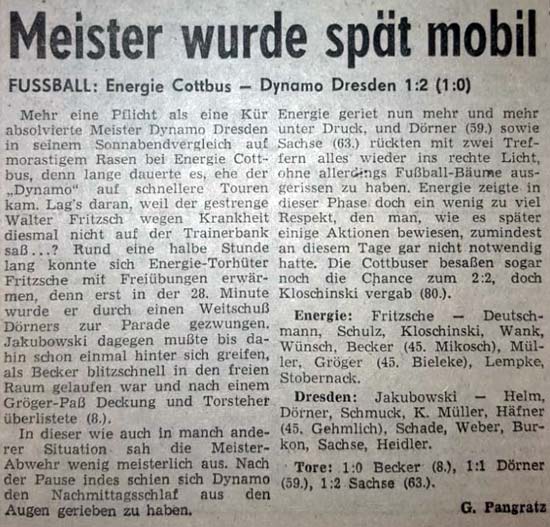 Meister wurde spät mobil
FUSSBALL: Energie Cottbus — Dynamo Dresden 1:2 (1:0)
Mehr eine Pflicht als eine Kür
absolvierte Meister Dynamo Dresden
in seinem Sonnabendvergleich auf
morastigem Rasen bei Energie Cott-
bus, denn lange dauerte es, ehe der
„Dynamo“ auf schnellere Touren
kam. Lag's daran, weil der gestrenge
Walter Fritzsch wegen Krankheit
diesmal nicht auf der Trainerbank
saß...? Rund eine halbe Stunde
lang konnte sich Energie-Torhüter
Fritzsche mit Freiübungen erwär-
men, denn erst in der 28. Minute
wurde er durch einen Weitschuß
Dörners zur Parade gezwungen.
Jakubowski dagegen mußte bis da-
hin schon einmal hinter sich greifen,
als Becker blitzschnell in den freien
Raum gelaufen war und nach einem
Gröger-Paß Deckung und Torsteher
überlistete (8.).
In dieser wie auch in manch ande-
rer Situation sah die Meister-
Abwehr wenig meisterlich aus. Nach
der Pause indes schien sich Dynamo
den Nachmittagsschlaf aus den
Augen gerieben zu haben.
Energie geriet nun mehr und mehr
unter Druck, und Dörner (59.) sowie
Sachse (63.) rückten mit zwei Tref-
fern alles wieder ins rechte Licht,
ohne allerdings Fußball-Bäume aus-
gerissen zu haben. Energie zeigte in
dieser Phase doch ein wenig zu viel
Respekt, den man, wie es später
einige Aktionen bewiesen, zumindest
an diesem Tage gar nicht notwendig
hatte. Die Cottbuser besaßen sogar
noch die Chance zum 2:2, doch
Kloschinski vergab (80.).
Energie: Fritzsche — Deutsch-
mann, Schulz, Kloschinski, Wank,
Wünsch, Becker (45. Mikosch), Mül-
ler, Gröger (45. Bieleke), Lempke,
Stobernack.
Dresden: Jakubowski — Helm,
Dörner, Schmuck, K. Müller, Häfner
(45. Gehmlich), Schade, Weber, Bur-
kon, Sachse, Heidler.
Tore: 1:0 Becker (8.), 1:1 Dörner
(59.), 1:2 Sachse (63.).
G. Pangratz